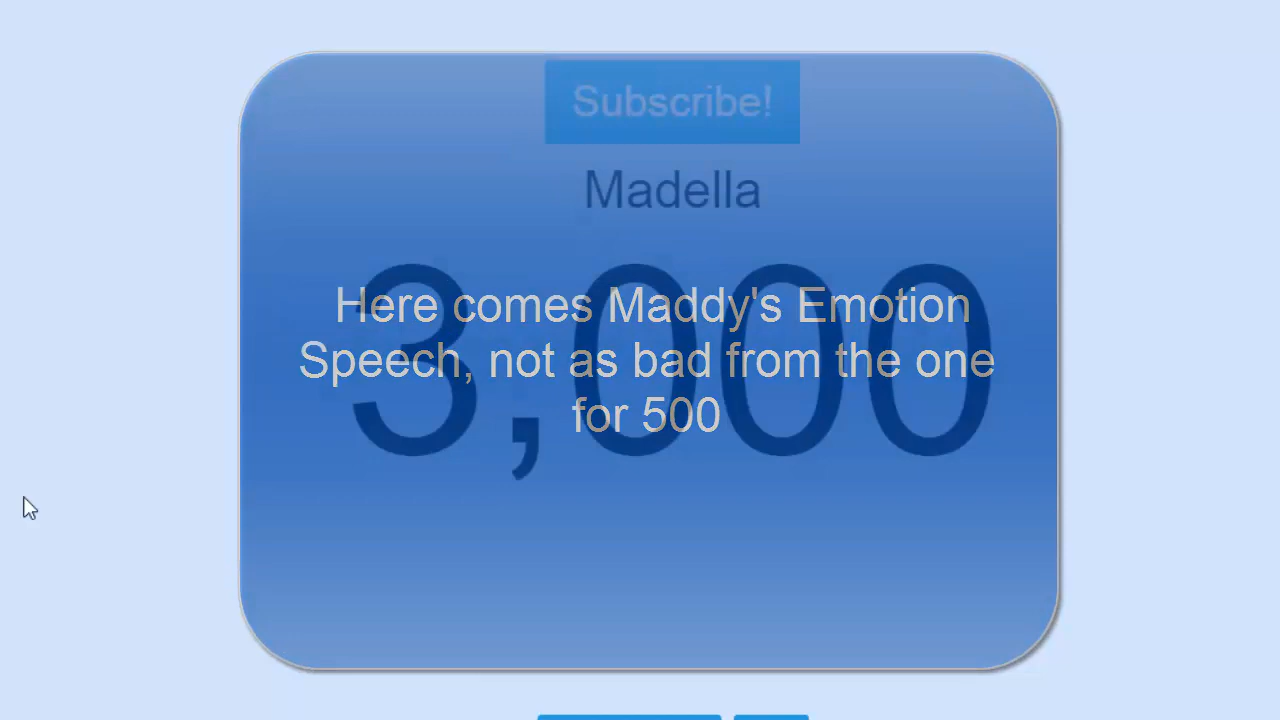 Subscribe!
Madella
3,000
Here comes Maddy's Emotion
Speech, not as bad from the one
for 500